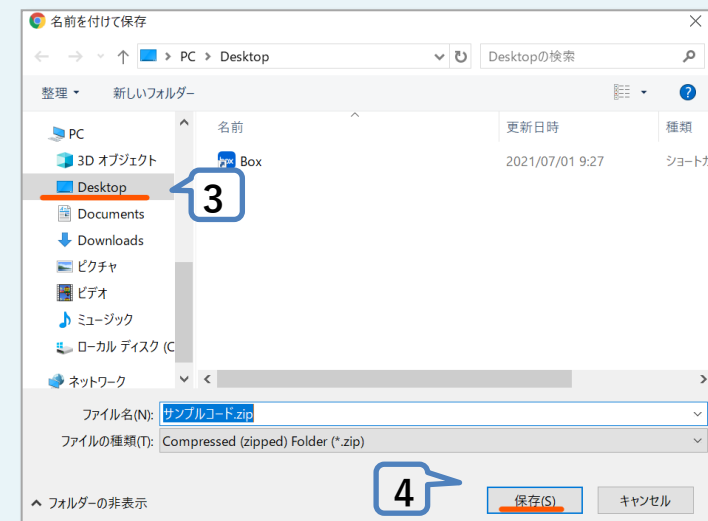 名前を付けて保存
PC > Desktop
Desktopの検索
整理
新しいフォルダー
名前
更新日時
種類
PC
3D オブジェクト
Desktop
Documents
Downloads
ピクチャ
ビデオ
ミュージック
ローカル ディスク (C
ネットワーク
box Box
2021/07/01 9:27
ショートカ
3
ファイル名(N):
サンプルコード.zip
ファイルの種類(T):
Compressed (zipped) Folder (*.zip)
4
フォルダーの非表示
保存(S)
キャンセル